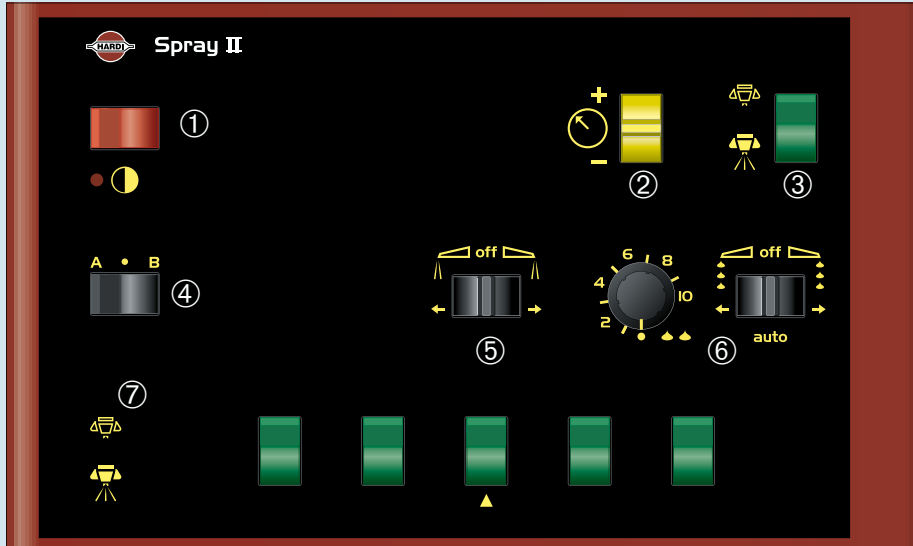 HARDI Spray II
①
+
−
② ③
A • B
④
off
off
6 8
4 10
2
⑤ ⑥
auto
⑦